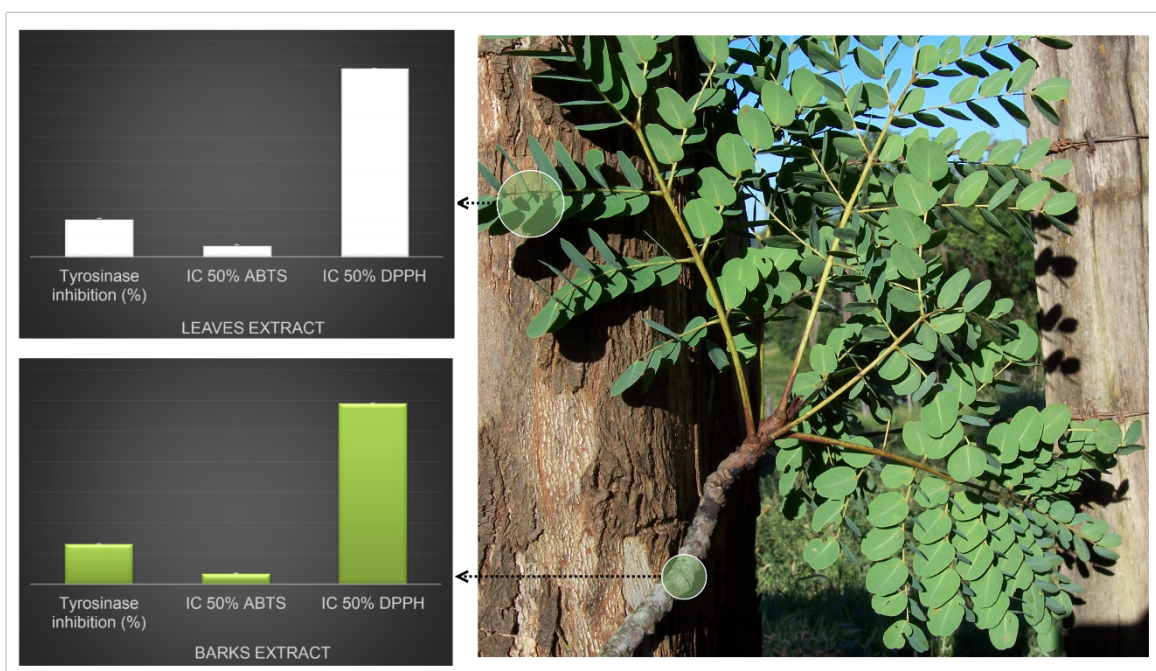 Tyrosinase IC 50% ABTS IC 50% DPPH
inhibition (%)
LEAVES EXTRACT
Tyrosinase IC 50% ABTS IC 50% DPPH
inhibition (%)
BARKS EXTRACT